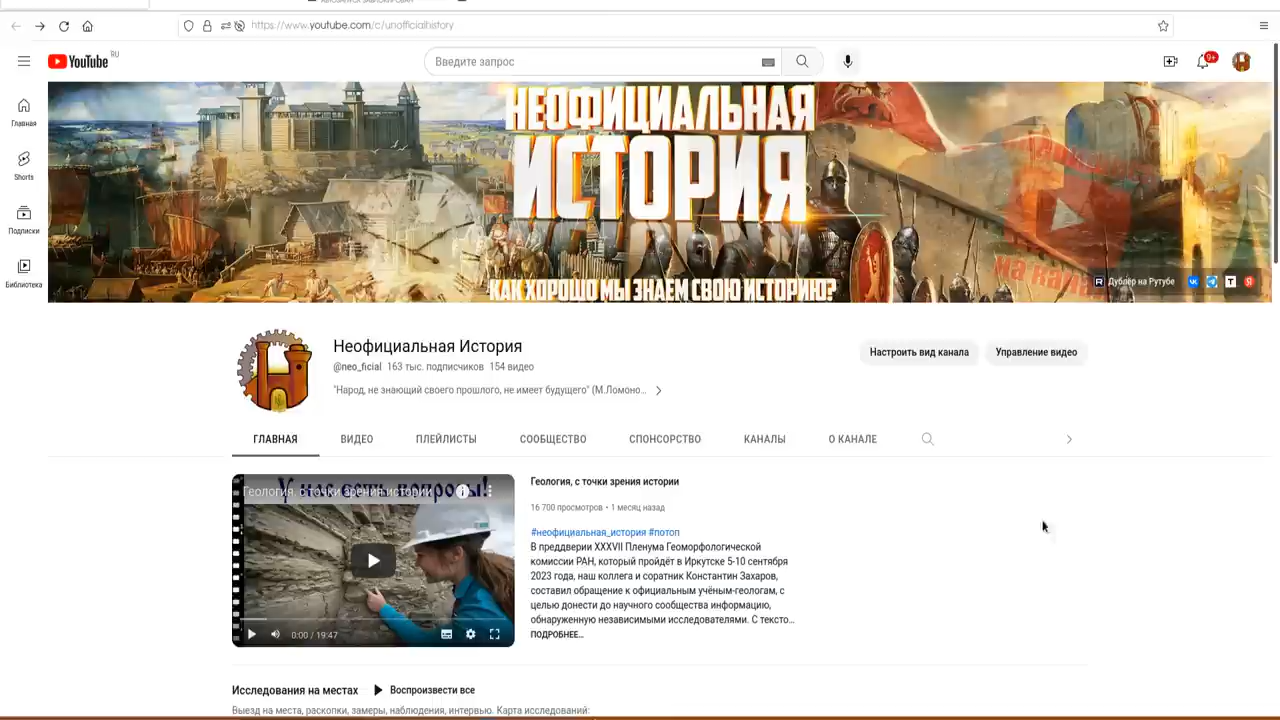 https://www.youtube.com/c/unofficialhistory
YouTube RU
Введите запрос
9+
Главная
Shorts
Подписки
Библиотека
НЕОФИЦИАЛЬНАЯ
ИСТОРИЯ
КАК ХОРОШО МЫ ЗНАЕМ СВОЮ ИСТОРИЮ?
на канал
Дублёр на Рутубе
Неофициальная История
@neo_ficial 163 тыс. подписчиков 154 видео
"Народ, не знающий своего прошлого, не имеет будущего" (М.Ломоно...
Настроить вид канала
Управление видео
ГЛАВНАЯ ВИДЕО ПЛЕЙЛИСТЫ СООБЩЕСТВО СПОНСОРСТВО КАНАЛЫ О КАНАЛЕ
У нас есть вопросы!
Геология, с точки зрения истории
0:00 / 19:47
Геология, с точки зрения истории
16 700 просмотров • 1 месяц назад
#неофициальная_история #потоп
В преддверии XXXVII Пленума Геоморфологической
комиссии РАН, который пройдёт в Иркутске 5-10 сентября
2023 года, наш коллега и соратник Константин Захаров,
составил обращение к официальным учёным-геологам, с
целью донести до научного сообщества информацию,
обнаруженную независимыми исследователями. С тексто...
ПОДРОБНЕЕ...
Исследования на местах
Воспроизвести все
Выезд на места, раскопки, замеры, наблюдения, интервью. Карта исследований: